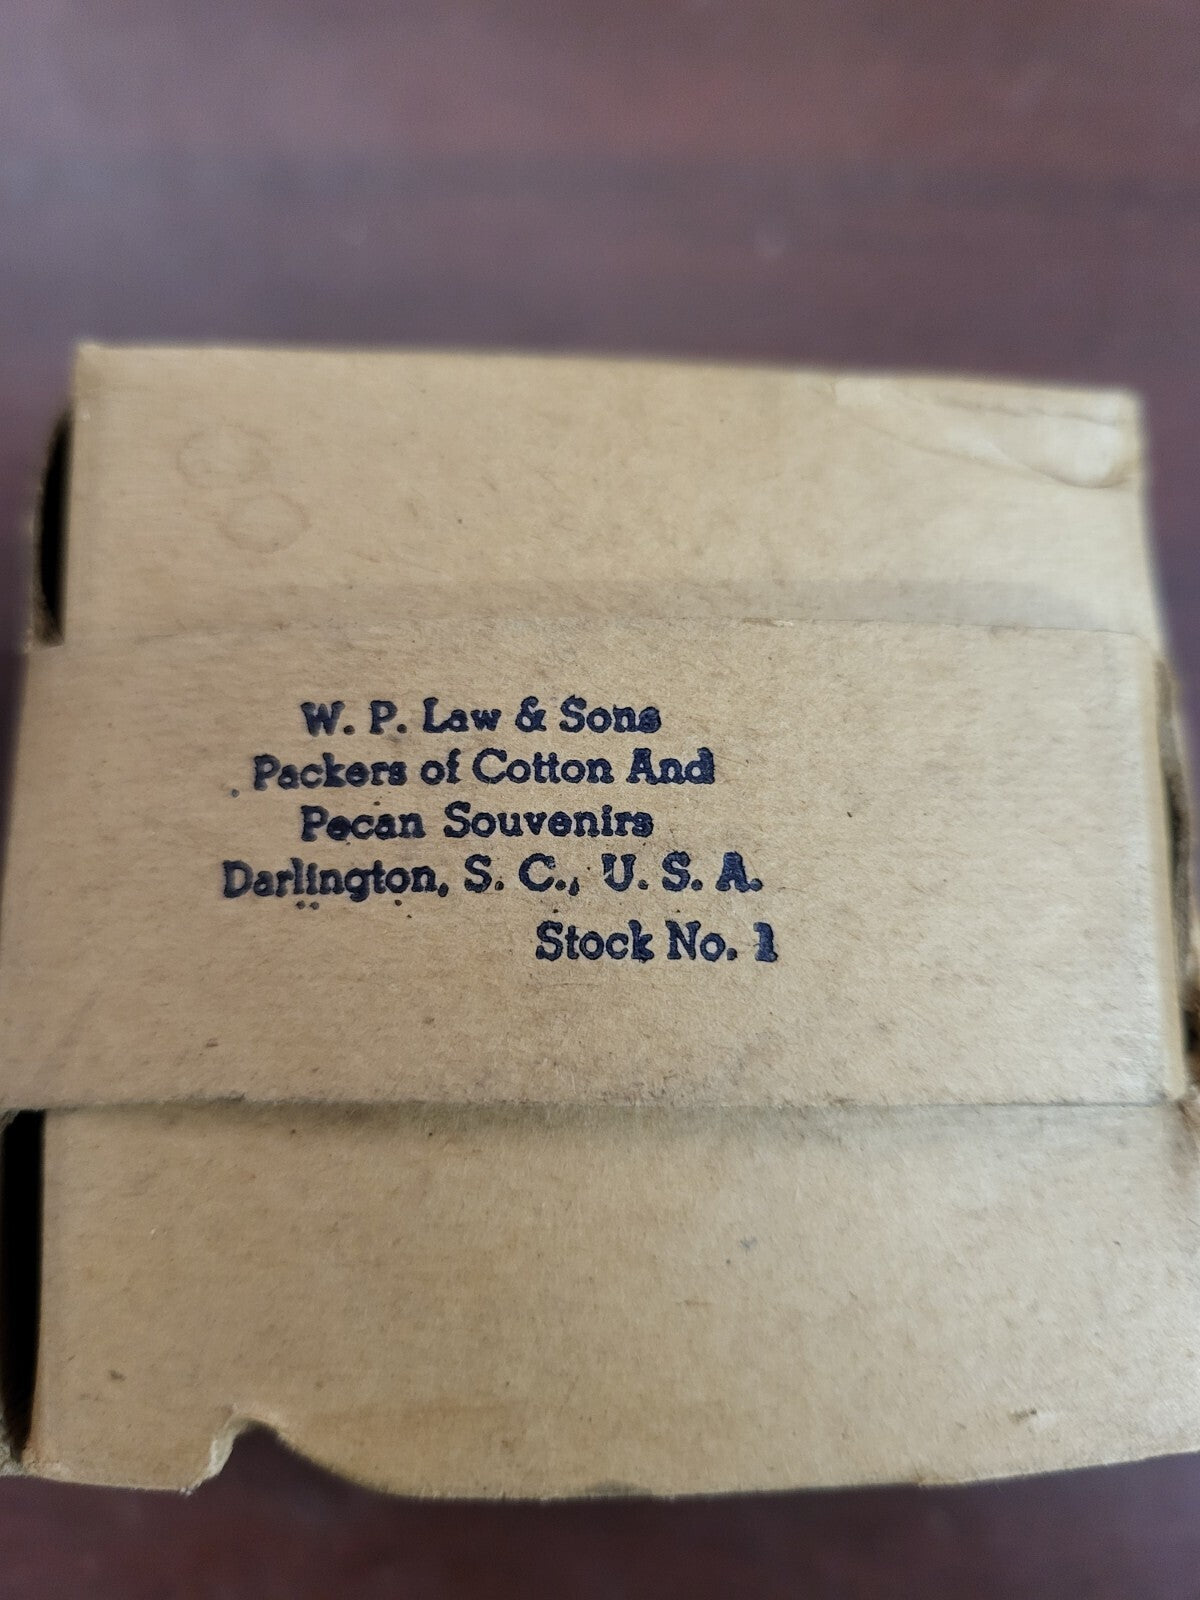 W. P. Law & Sons
Packers of Cotton And
Pecan Souvenirs
Darlington, S. C., U. S. A.
Stock No. 1